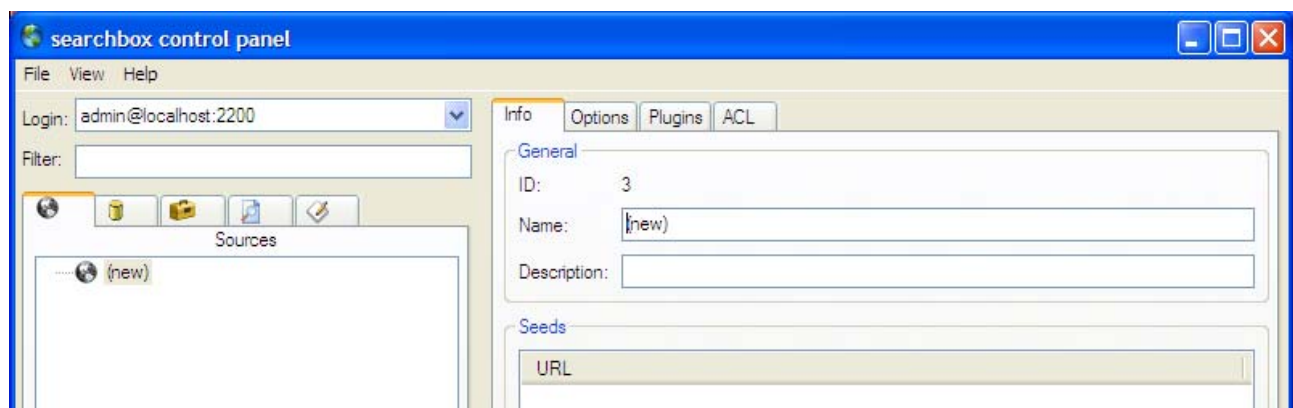 searchbox control panel
File View Help
Login: admin@localhost:2200
Filter:
Sources
(new)
Info Options Plugins ACL
General
ID: 3
Name: (new)
Description:
Seeds
URL